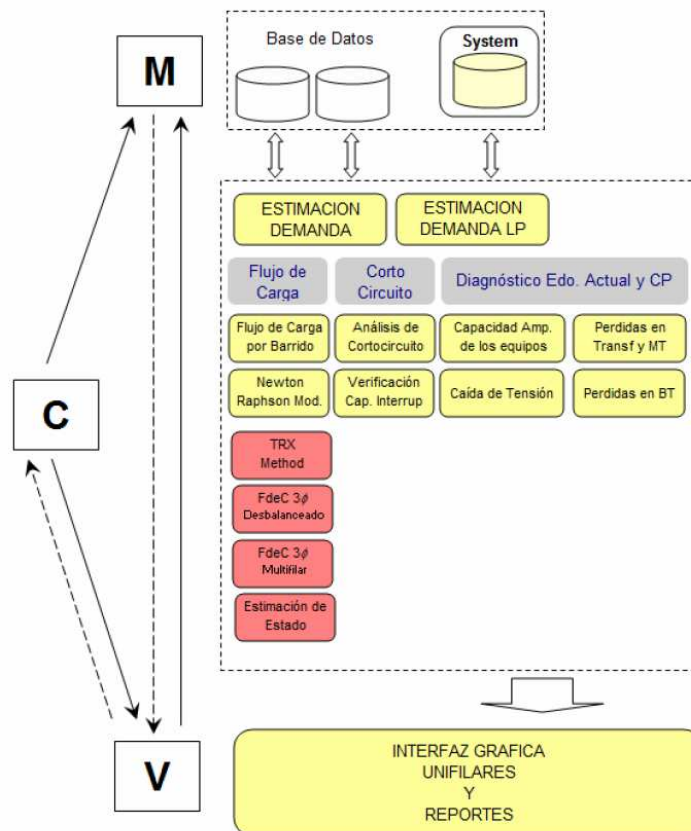 M
Base de Datos
System
ESTIMACION
DEMANDA
ESTIMACION
DEMANDA LP
Flujo de
Carga
Corto
Circuito
Diagnóstico Edo. Actual y CP
Flujo de Carga
por Barrido
Análisis de
Cortocircuito
Capacidad Amp.
de los equipos
Perdidas en
Transf y MT
Newton
Raphson Mod.
Verificación
Cap. Interrup
Caída de Tensión
Perdidas en BT
C
TRX
Method
FdeC 3ϕ
Desbalanceado
FdeC 3ϕ
Multifilar
Estimación de
Estado
V
INTERFAZ GRAFICA
UNIFILARES
Y
REPORTES